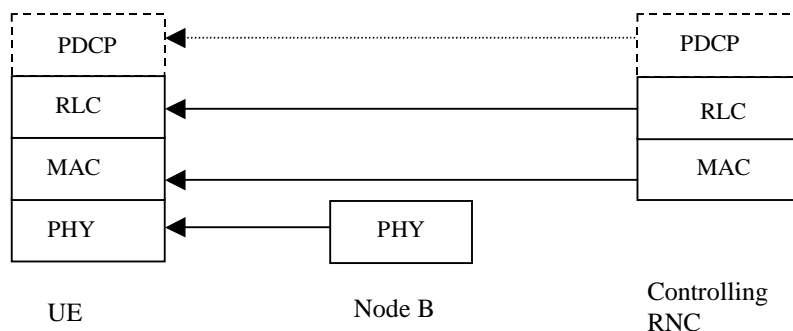 PDCP
PDCP
RLC
RLC
MAC
MAC
PHY
PHY
UE
Node B
Controlling
RNC